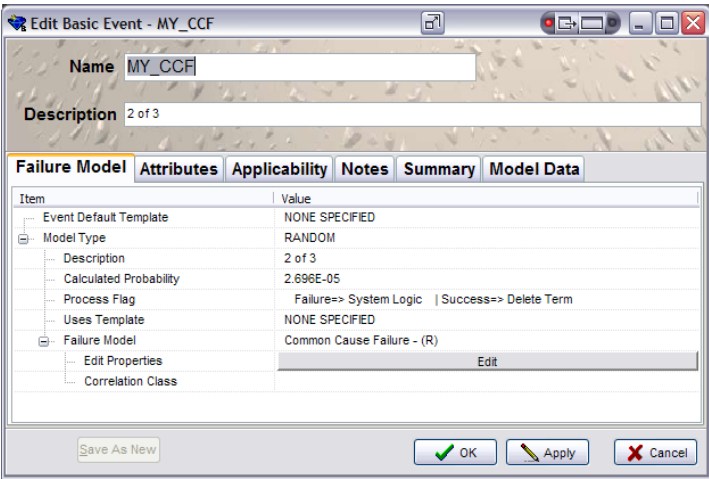 Edit Basic Event - MY_CCF
Name MY_CCF
Description 2 of 3
Failure Model Attributes Applicability Notes Summary Model Data
Item Value
Event Default Template NONE SPECIFIED
Model Type RANDOM
Description 2 of 3
Calculated Probability 2.696E-05
Process Flag Failure=> System Logic | Success=> Delete Term
Uses Template NONE SPECIFIED
Failure Model Common Cause Failure - (R)
Edit Properties Edit
Correlation Class
Save As New OK Apply Cancel